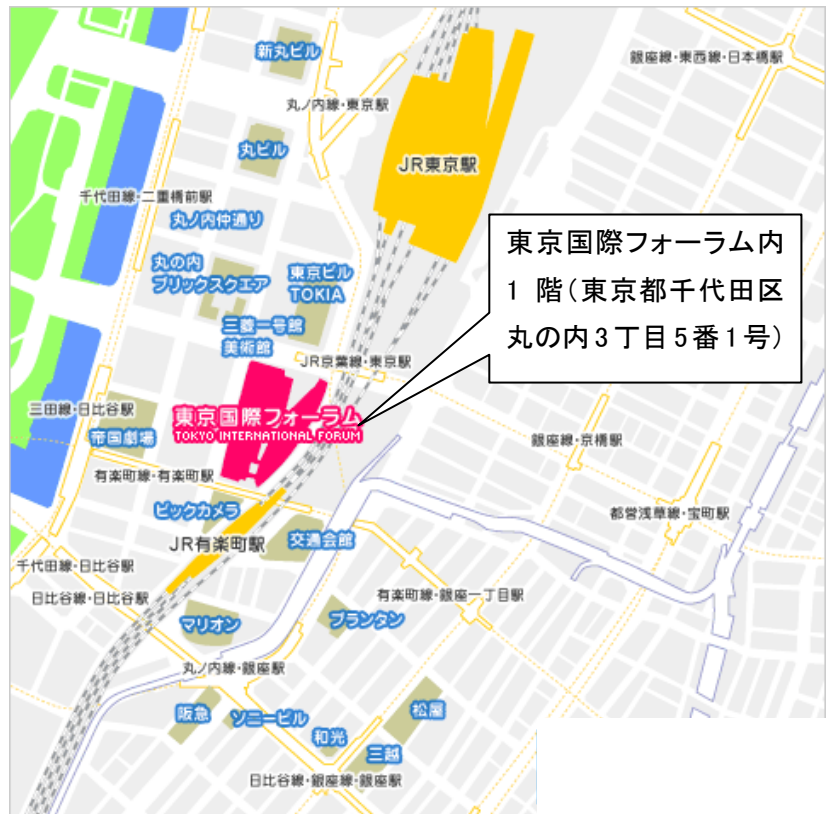 新丸ビル
銀座線・東西線・日本橋駅
丸ノ内線・東京駅
丸ビル
JR東京駅
千代田線・二重橋前駅
丸ノ内仲通り
丸の内
ブリックスクエア
東京ビル
TOKIA
東京国際フォーラム内
1 階(東京都千代田区
丸の内3丁目5番1号)
三菱一号館
美術館
JR京葉線・東京駅
三田線・日比谷駅
帝国劇場
東京国際フォーラム
TOKYO INTERNATIONAL FORUM
銀座線・京橋駅
有楽町線・有楽町駅
ビックカメラ
都営浅草線・宝町駅
JR有楽町駅
交通会館
千代田線・日比谷駅
日比谷線・日比谷駅
有楽町線・銀座一丁目駅
マリオン
プランタン
丸ノ内線・銀座駅
阪急
ソニービル
松屋
和光
三越
日比谷線・銀座線・銀座駅